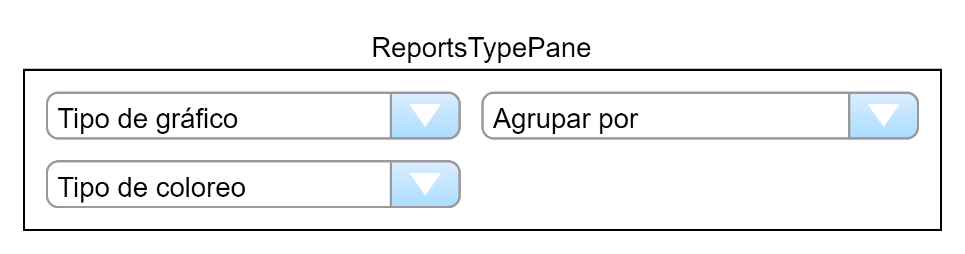 ReportsTypePane
Tipo de gráfico
Agrupar por
Tipo de coloreo